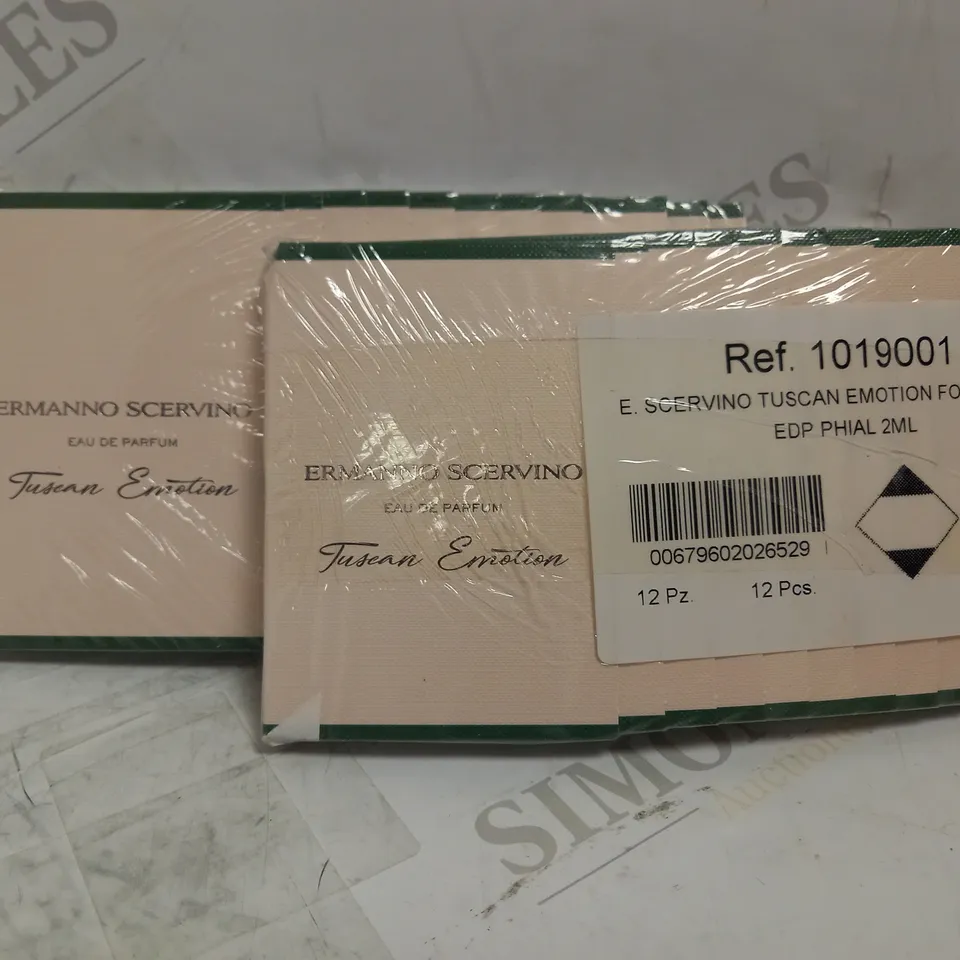 ERMANNO SCERVINO
EAU DE PARFUM
Tuscan Emotion
ERMANNO SCERVINO
EAU DE PARFUM
Tuscan Emotion
Ref. 1019001
E. SCERVINO TUSCAN EMOTION FO
EDP PHIAL 2ML
00679602026529
12 Pz. 12 Pcs.